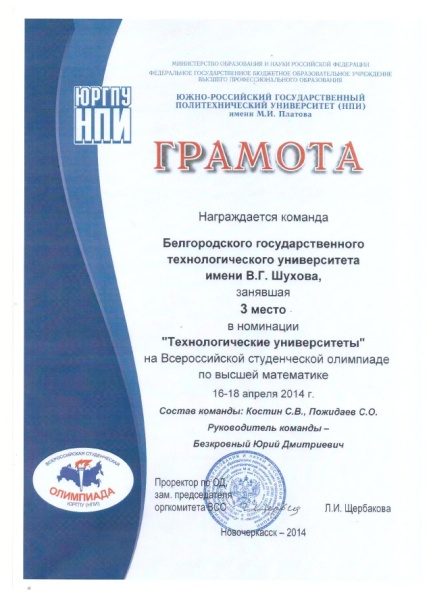 МИНИСТЕРСТВО ОБРАЗОВАНИЯ И НАУКИ РОССИЙСКОЙ ФЕДЕРАЦИИ
ФЕДЕРАЛЬНОЕ ГОСУДАРСТВЕННОЕ БЮДЖЕТНОЕ ОБРАЗОВАТЕЛЬНОЕ УЧРЕЖДЕНИЕ
ВЫСШЕГО ПРОФЕССИОНАЛЬНОГО ОБРАЗОВАНИЯ
ЮЖНО-РОССИЙСКИЙ ГОСУДАРСТВЕННЫЙ
ПОЛИТЕХНИЧЕСКИЙ УНИВЕРСИТЕТ (НПИ)
имени М.И. Платова
ЮРГПУ
НПИ
ГРАМОТА
Награждается команда
Белгородского государственного
технологического университета
имени В.Г. Шухова,
занявшая
3 место
в номинации
"Технологические университеты"
на Всероссийской студенческой олимпиаде
по высшей математике
16-18 апреля 2014 г.
Состав команды: Костин С.В., Пожидаев С.О.
Руководитель команды –
Безкровный Юрий Дмитриевич
ВСЕРОССИЙСКАЯ СТУДЕНЧЕСКАЯ
ОЛИМПИАДА
ЮРГПУ (НПИ)
Проректор по ОД,
зам. председателя
оргкомитета ВСО
Л.И. Щербакова
Новочеркасск – 2014